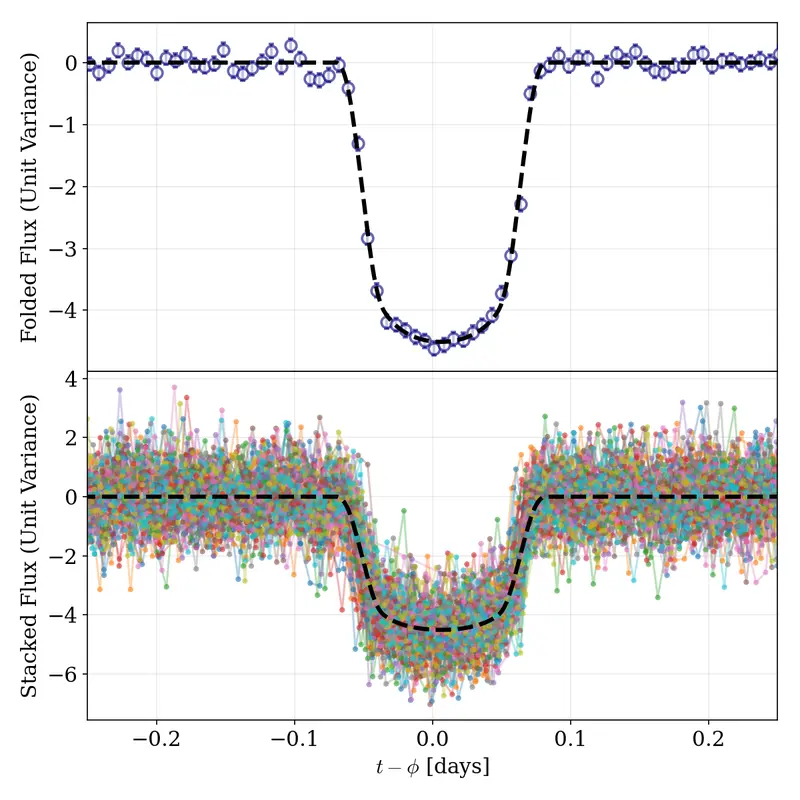 Folded Flux (Unit Variance)
0
−1
−2
−3
−4
Stacked Flux (Unit Variance)
4
2
0
−2
−4
−6
−0.2 −0.1 0.0 0.1 0.2
t − ϕ [days]